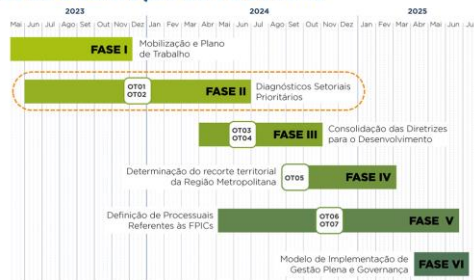 2023 2024 2025
Mai Jun Jul Ago Set Out Nov Dez Jan Fev Mar Abr Mai Jun Jul Ago Set Out Nov Dez Jan Fev Mar Abr Mai Jun
FASE I
Mobilização e Plano
de Trabalho
OT01
OT02
FASE II
Diagnósticos Setoriais
Prioritários
OT03
OT04
FASE III
Consolidação das Diretrizes
para o Desenvolvimento
Determinação do recorte territorial
da Região Metropolitana
OT05
FASE IV
Definição de Processuais
Referentes às FPICs
OT06
OT07
FASE V
Modelo de Implementação de
Gestão Plena e Governança
FASE VI